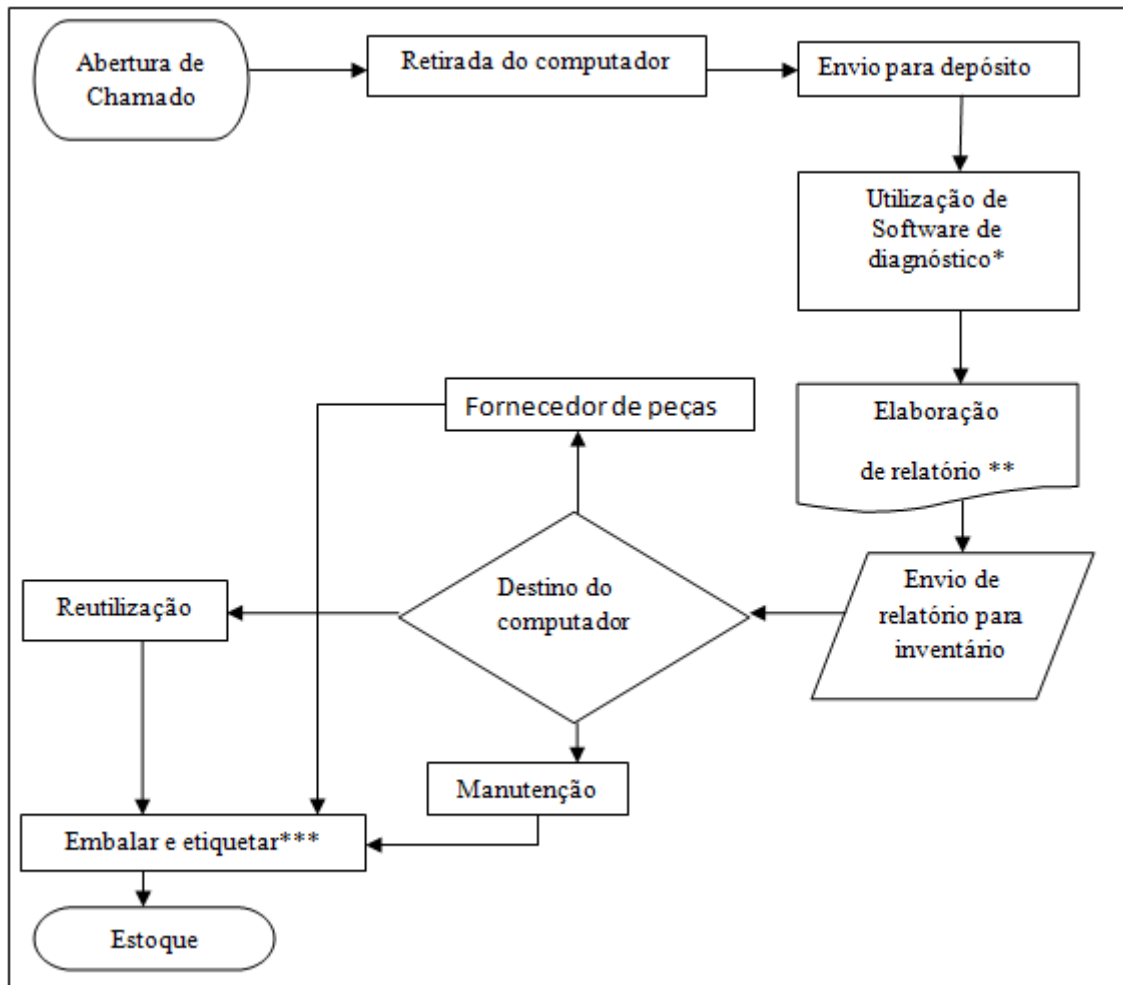 Abertura de
Chamado
Retirada do computador
Envio para depósito
Utilização de
Software de
diagnóstico*
Elaboração
de relatório **
Envio de
relatório para
inventário
Destino do
computador
Fornecedor de peças
Reutilização
Manutenção
Embalar e etiquetar***
Estoque